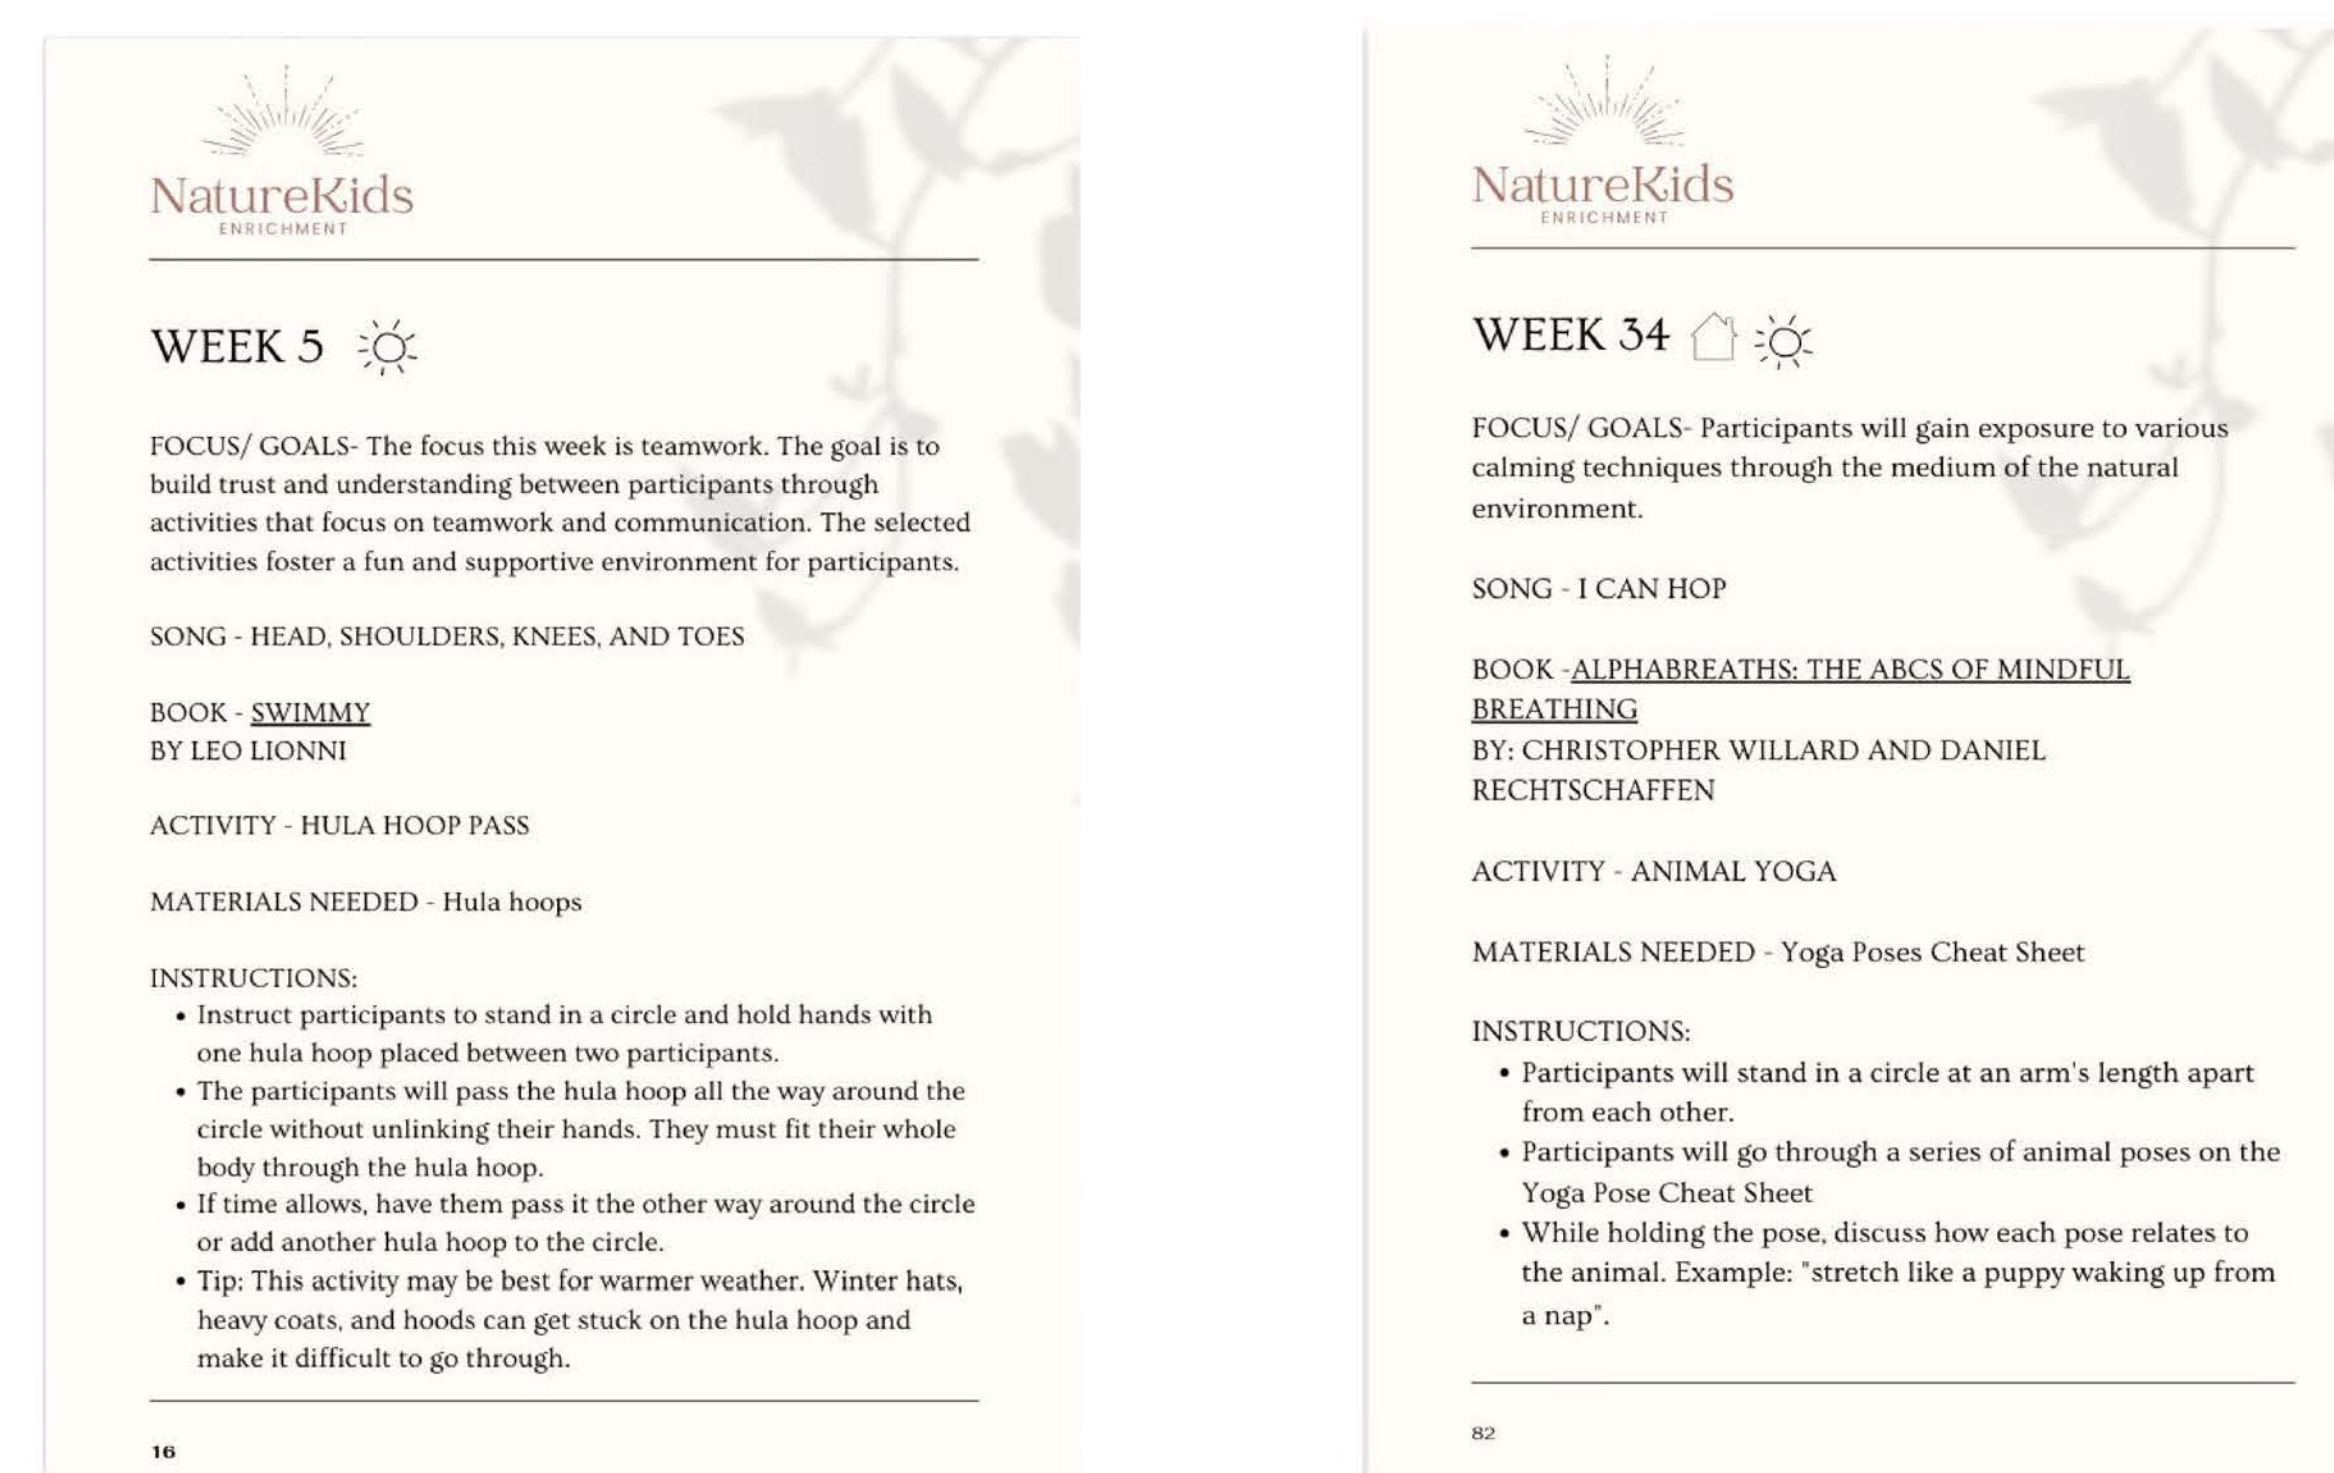 NatureKids
ENRICHMENT
WEEK 5
FOCUS/ GOALS- The focus this week is teamwork. The goal is to
build trust and understanding between participants through
activities that focus on teamwork and communication. The selected
activities foster a fun and supportive environment for participants.
SONG - HEAD, SHOULDERS, KNEES, AND TOES
BOOK - SWIMMY
BY LEO LIONNI
ACTIVITY - HULA HOOP PASS
MATERIALS NEEDED - Hula hoops
INSTRUCTIONS:
• Instruct participants to stand in a circle and hold hands with
one hula hoop placed between two participants.
• The participants will pass the hula hoop all the way around the
circle without unlinking their hands. They must fit their whole
body through the hula hoop.
• If time allows, have them pass it the other way around the circle
or add another hula hoop to the circle.
• Tip: This activity may be best for warmer weather. Winter hats,
heavy coats, and hoods can get stuck on the hula hoop and
make it difficult to go through.
16
NatureKids
ENRICHMENT
WEEK 34
FOCUS/ GOALS- Participants will gain exposure to various
calming techniques through the medium of the natural
environment.
SONG - I CAN HOP
BOOK -ALPHABREATHS: THE ABCS OF MINDFUL
BREATHING
BY: CHRISTOPHER WILLARD AND DANIEL
RECHTSCHAFFEN
ACTIVITY - ANIMAL YOGA
MATERIALS NEEDED - Yoga Poses Cheat Sheet
INSTRUCTIONS:
• Participants will stand in a circle at an arm's length apart
from each other.
• Participants will go through a series of animal poses on the
Yoga Pose Cheat Sheet
• While holding the pose, discuss how each pose relates to
the animal. Example: "stretch like a puppy waking up from
a nap".
82